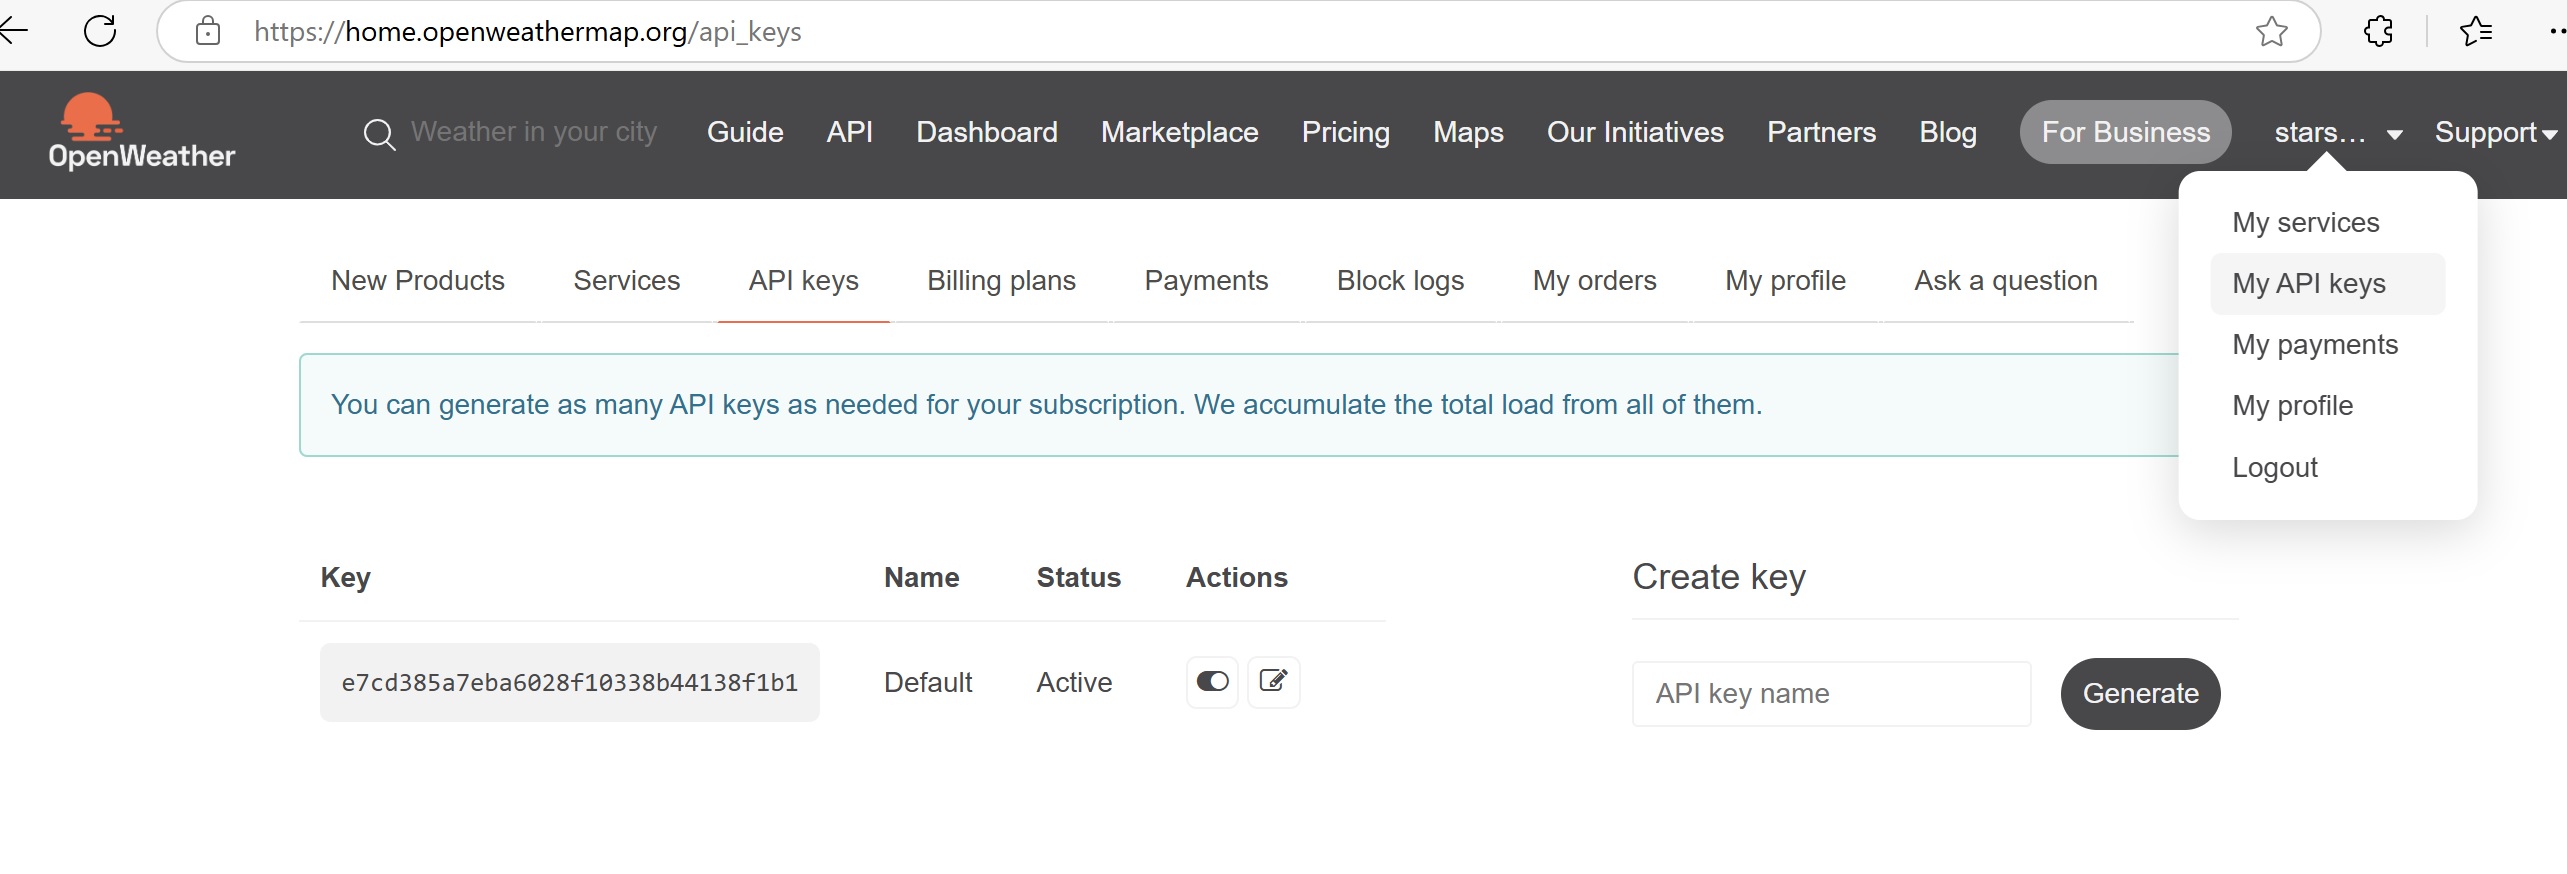 https://home.openweathermap.org/api_keys
OpenWeather
Weather in your city
Guide
API
Dashboard
Marketplace
Pricing
Maps
Our Initiatives
Partners
Blog
For Business
stars...
Support
My services
My API keys
My payments
My profile
Logout
New Products
Services
API keys
Billing plans
Payments
Block logs
My orders
My profile
Ask a question
You can generate as many API keys as needed for your subscription. We accumulate the total load from all of them.
Key Name Status Actions
e7cd385a7eba6028f10338b44138f1b1 Default Active
Create key
API key name
Generate